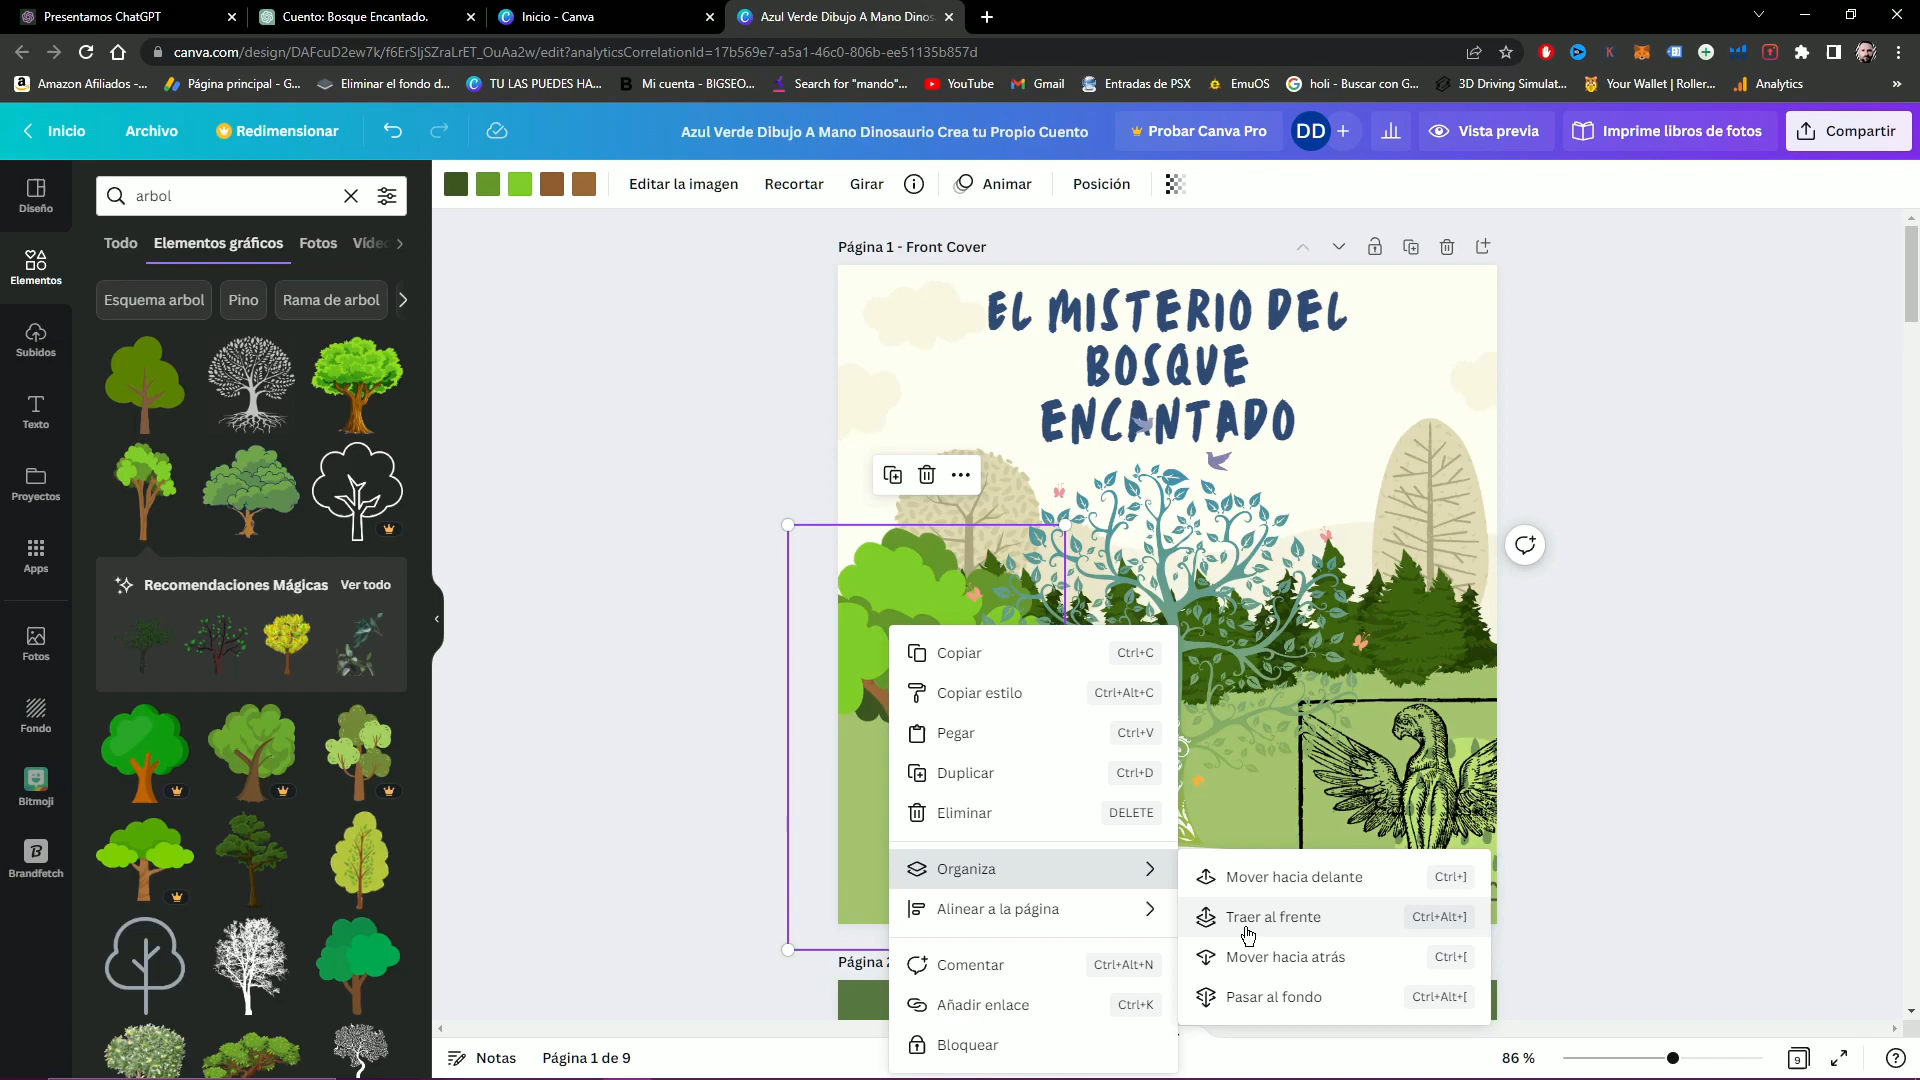 Presentamos ChatGPT
Cuento: Bosque Encantado.
Inicio - Canva
Azul Verde Dibujo A Mano Dinos
canva.com/design/DAFcuD2ew7k/f6ErSIjSZraLrET_OuAa2w/edit?analyticsCorrelationId=17b569e7-a5a1-46c0-806b-ee51135b857d
Amazon Afiliados -...
Página principal - G...
Eliminar el fondo d...
TU LAS PUEDES HA...
Mi cuenta - BIGSEO...
Search for "mando"...
YouTube
Gmail
Entradas de PSX
EmuOS
holi - Buscar con G...
3D Driving Simulat...
Your Wallet | Roller...
Analytics
»
Inicio
Archivo
Redimensionar
Azul Verde Dibujo A Mano Dinosaurio Crea tu Propio Cuento
Probar Canva Pro
DD
Vista previa
Imprime libros de fotos
Compartir
Diseño
Elementos
Subidos
Texto
Proyectos
Apps
Fotos
Fondo
Bitmoji
Brandfetch
arbol
Todo
Elementos gráficos
Fotos
Víde
Esquema arbol
Pino
Rama de arbol
Recomendaciones Mágicas
Ver todo
Editar la imagen
Recortar
Girar
Animar
Posición
Página 1 - Front Cover
EL MISTERIO DEL
BOSQUE
ENCANTADO
Copiar Ctrl+C
Copiar estilo Ctrl+Alt+C
Pegar Ctrl+V
Duplicar Ctrl+D
Eliminar DELETE
Organiza
Alinear a la página
Comentar Ctrl+Alt+N
Añadir enlace Ctrl+K
Bloquear
Mover hacia delante Ctrl+]
Traer al frente Ctrl+Alt+]
Mover hacia atrás Ctrl+[
Pasar al fondo Ctrl+Alt+[
Página 2
Notas
Página 1 de 9
86 %
9